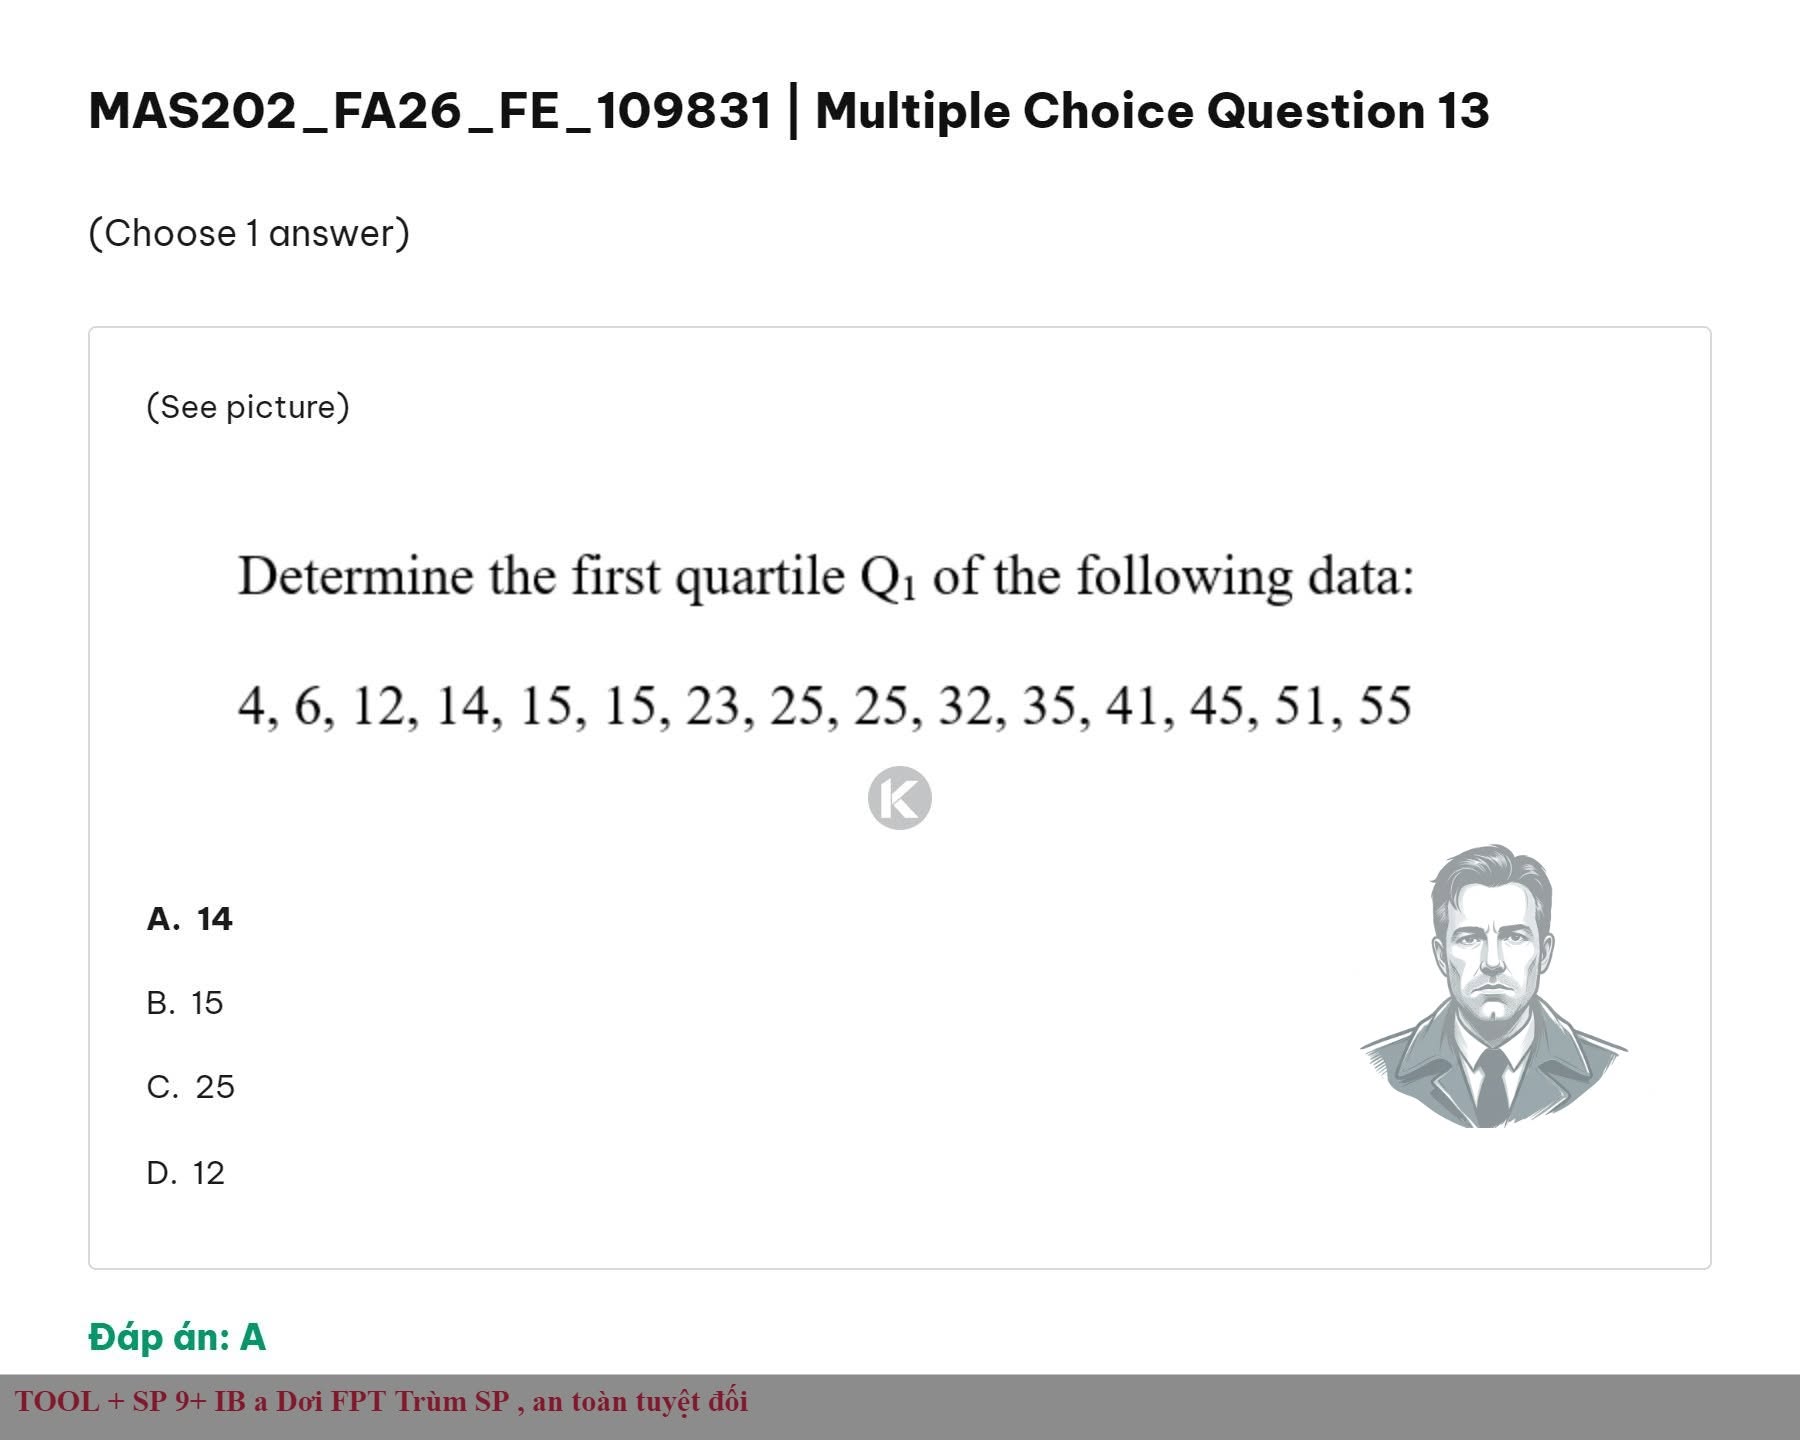 MAS202_FA26_FE_109831 | Multiple Choice Question 13
(Choose 1 answer)
(See picture)
Determine the first quartile Q₁ of the following data:
4, 6, 12, 14, 15, 15, 23, 25, 25, 32, 35, 41, 45, 51, 55
K
A. 14
B. 15
C. 25
D. 12
Đáp án: A
TOOL + SP 9+ IB a Dơi FPT Trùm SP , an toàn tuyệt đối